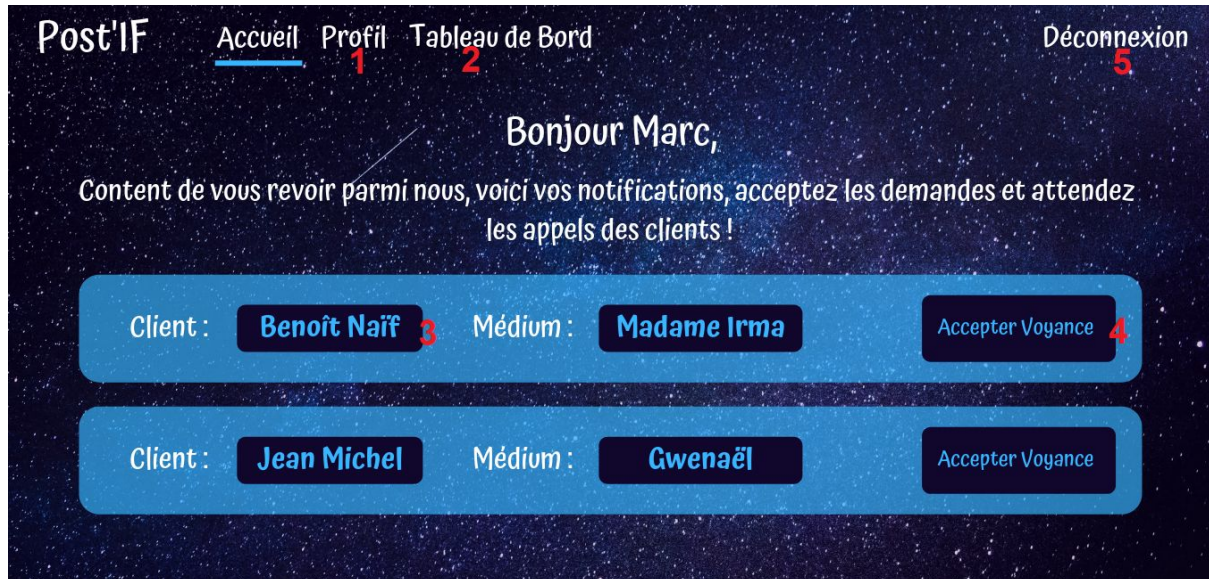 Post'IF Accueil Profil Tableau de Bord Déconnexion
1 2 5
Bonjour Marc,
Content de vous revoir parmi nous, voici vos notifications, acceptez les demandes et attendez
les appels des clients !
Client : Benoît Naïf 3 Médium : Madame Irma Accepter Voyance 4
Client : Jean Michel Médium : Gwenaël Accepter Voyance